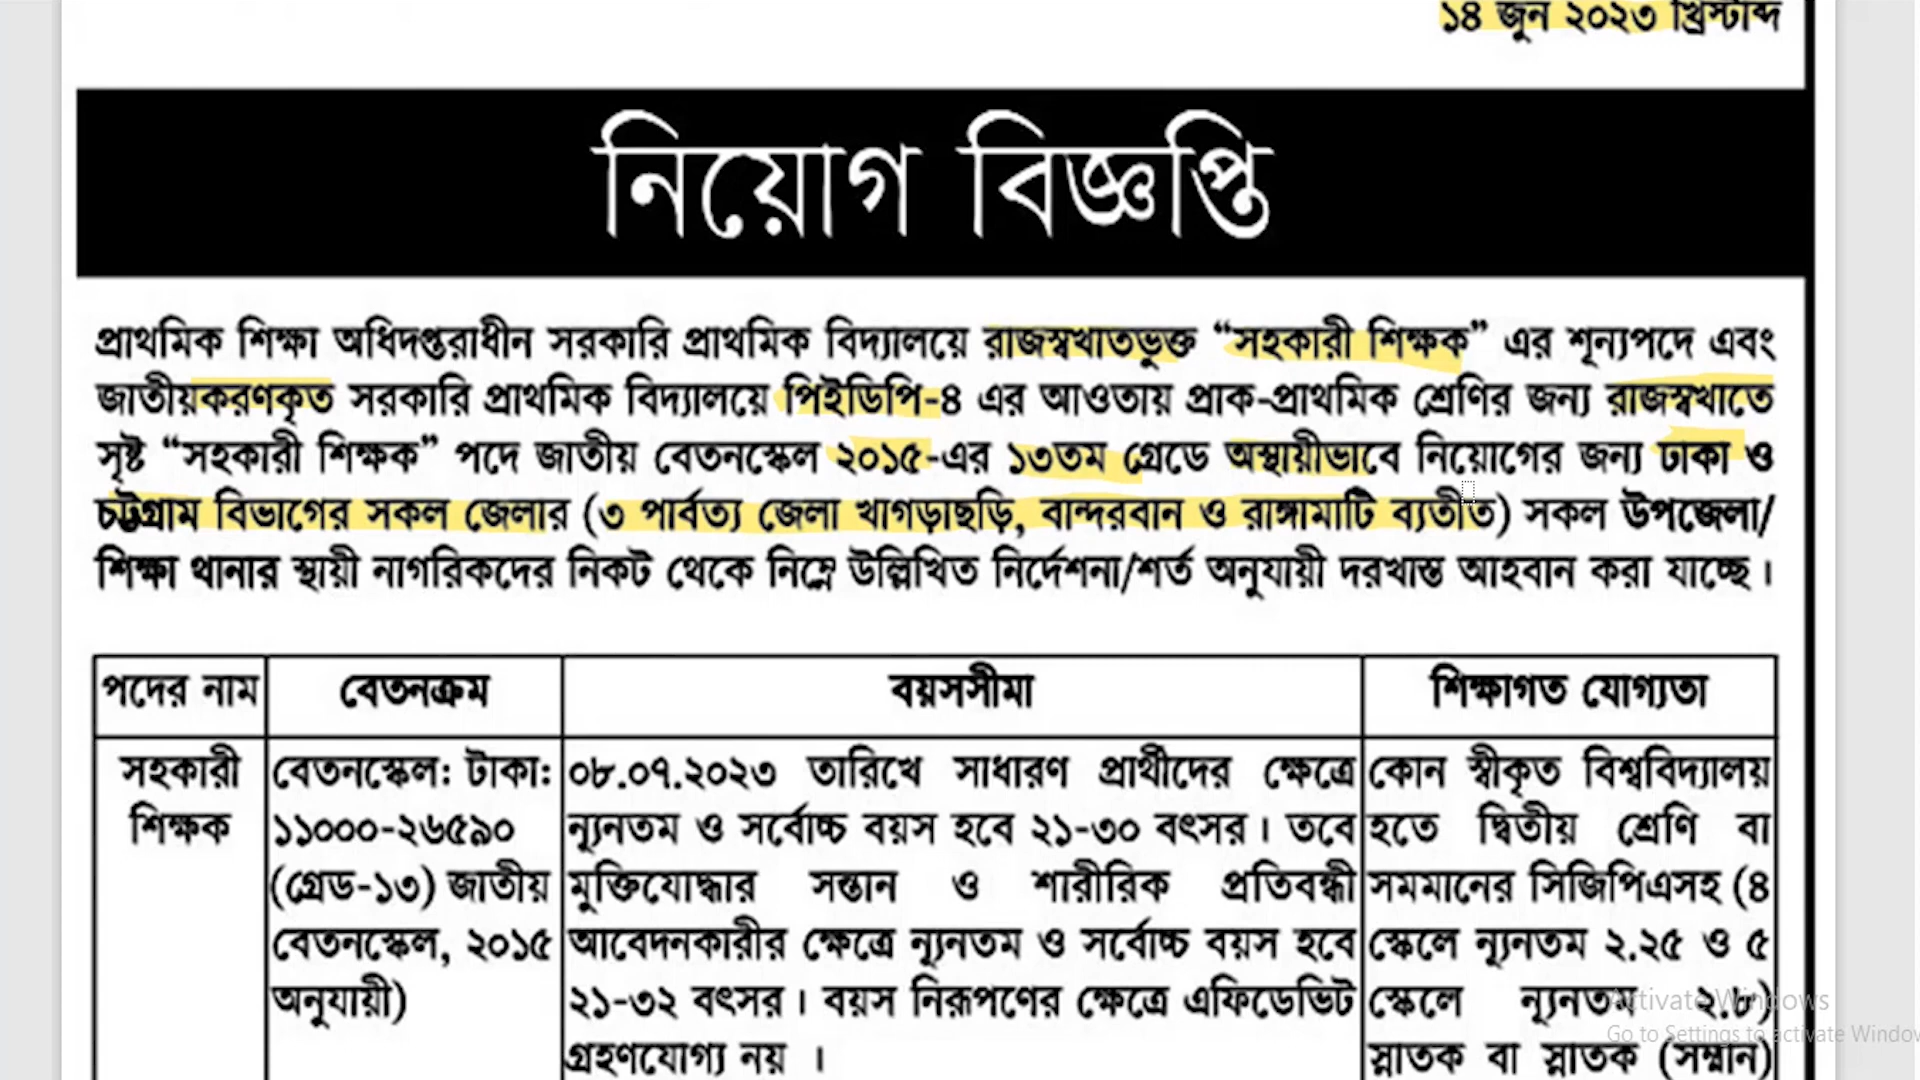 ১৪ জুন ২০২৩ খ্রিস্টাব্দ
নিয়োগ বিজ্ঞপ্তি
প্রাথমিক শিক্ষা অধিদপ্তরাধীন সরকারি প্রাথমিক বিদ্যালয়ে রাজস্বখাতভুক্ত “সহকারী শিক্ষক” এর শূন্যপদে এবং
জাতীয়করণকৃত সরকারি প্রাথমিক বিদ্যালয়ে পিইডিপি-৪ এর আওতায় প্রাক-প্রাথমিক শ্রেণির জন্য রাজস্বখাতে
সৃষ্ট “সহকারী শিক্ষক” পদে জাতীয় বেতনস্কেল ২০১৫-এর ১৩তম গ্রেডে অস্থায়ীভাবে নিয়োগের জন্য ঢাকা ও
চট্টগ্রাম বিভাগের সকল জেলার (৩ পার্বত্য জেলা খাগড়াছড়ি, বান্দরবান ও রাঙ্গামাটি ব্যতীত) সকল উপজেলা/
শিক্ষা থানার স্থায়ী নাগরিকদের নিকট থেকে নিম্নে উল্লিখিত নির্দেশনা/শর্ত অনুযায়ী দরখাস্ত আহবান করা যাচ্ছে।
পদের নাম
বেতনক্রম
বয়সসীমা
শিক্ষাগত যোগ্যতা
সহকারী
শিক্ষক
বেতনস্কেল: টাকা:
১১০০০-২৬৫৯০
(গ্রেড-১৩) জাতীয়
বেতনস্কেল, ২০১৫
অনুযায়ী)
০৮.০৭.২০২৩ তারিখে সাধারণ প্রার্থীদের ক্ষেত্রে
ন্যূনতম ও সর্বোচ্চ বয়স হবে ২১-৩০ বৎসর। তবে
মুক্তিযোদ্ধার সন্তান ও শারীরিক প্রতিবন্ধী
আবেদনকারীর ক্ষেত্রে ন্যূনতম ও সর্বোচ্চ বয়স হবে
২১-৩২ বৎসর। বয়স নিরূপণের ক্ষেত্রে এফিডেভিট
গ্রহণযোগ্য নয় ।
কোন স্বীকৃত বিশ্ববিদ্যালয়
হতে দ্বিতীয় শ্রেণি বা
সমমানের সিজিপিএসহ (৪
স্কেলে ন্যূনতম ২.২৫ ও ৫
স্কেলে ন্যূনতম ২.৮)
স্নাতক বা স্নাতক (সম্মান)
Activate Windows
Go to Settings to activate Window